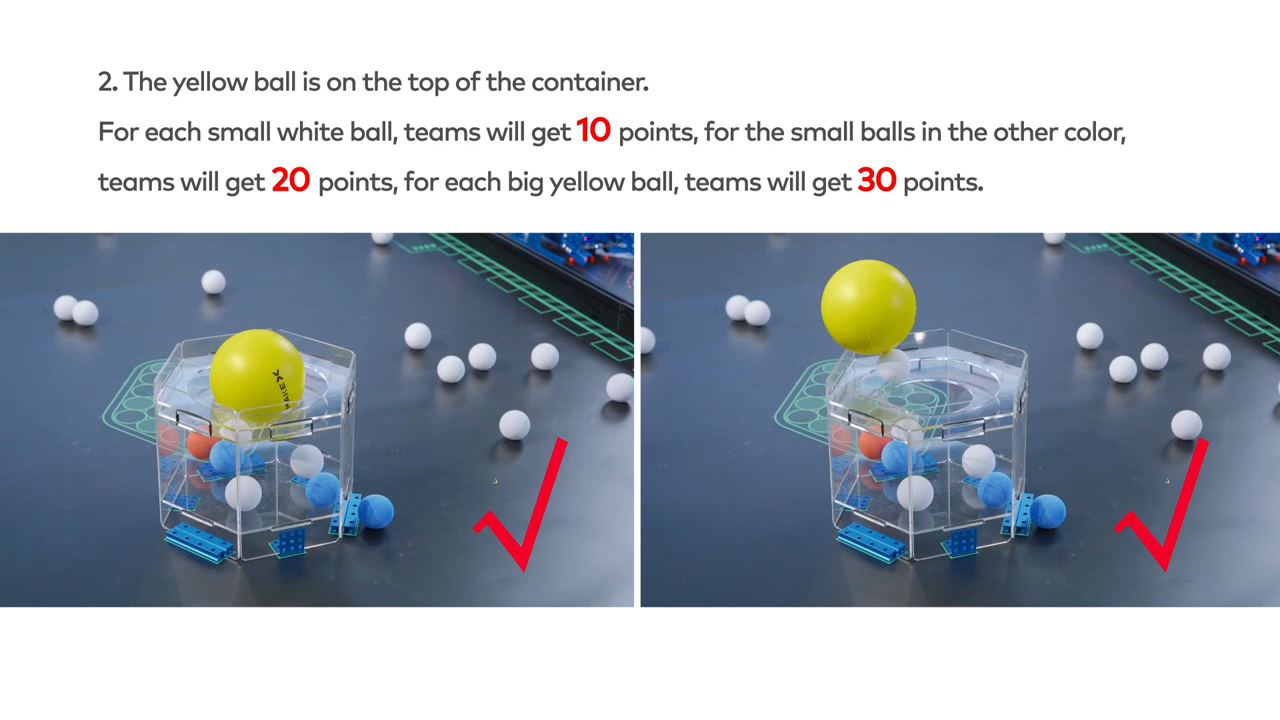 2. The yellow ball is on the top of the container.
For each small white ball, teams will get 10 points, for the small balls in the other color,
teams will get 20 points, for each big yellow ball, teams will get 30 points.
MAKEX